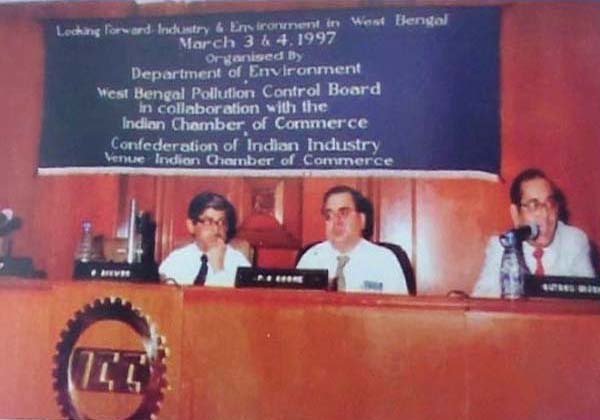 Looking Forward: Industry & Environment in West Bengal
March 3 & 4, 1997
Organised By
Department of Environment
West Bengal Pollution Control Board
in collaboration with the
Indian Chamber of Commerce
Confederation of Indian Industry
Venue-Indian Chamber of Commerce
ICC